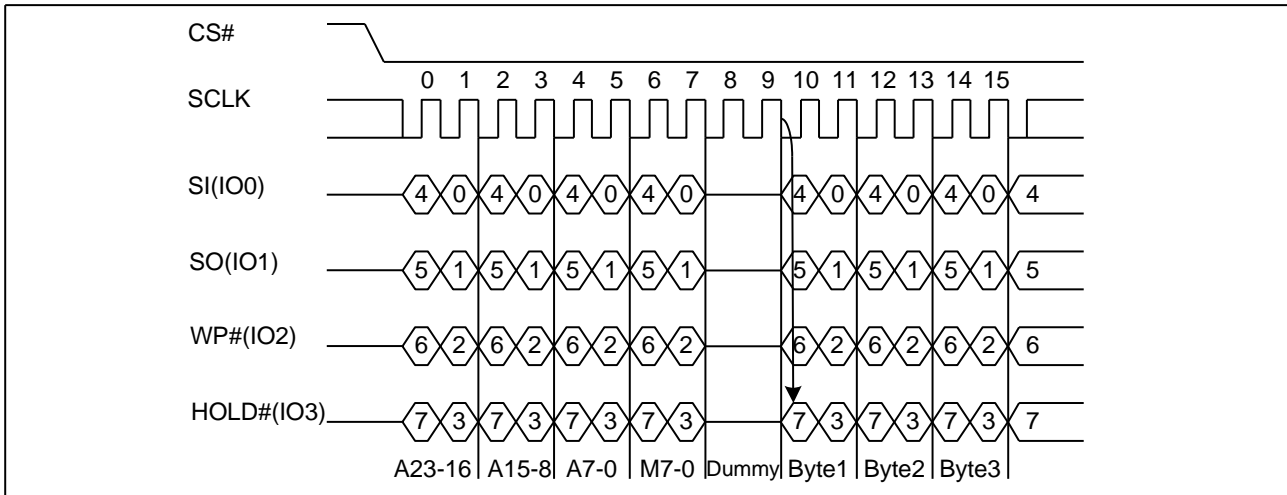 CS#
0 1 2 3 4 5 6 7 8 9 10 11 12 13 14 15
SCLK
SI(IO0) 4 0 4 0 4 0 4 0 4 0 4 0 4 0 4
SO(IO1) 5 1 5 1 5 1 5 1 5 1 5 1 5 1 5
WP#(IO2) 6 2 6 2 6 2 6 2 6 2 6 2 6 2 6
HOLD#(IO3) 7 3 7 3 7 3 7 3 7 3 7 3 7 3 7
A23-16 A15-8 A7-0 M7-0 Dummy Byte1 Byte2 Byte3